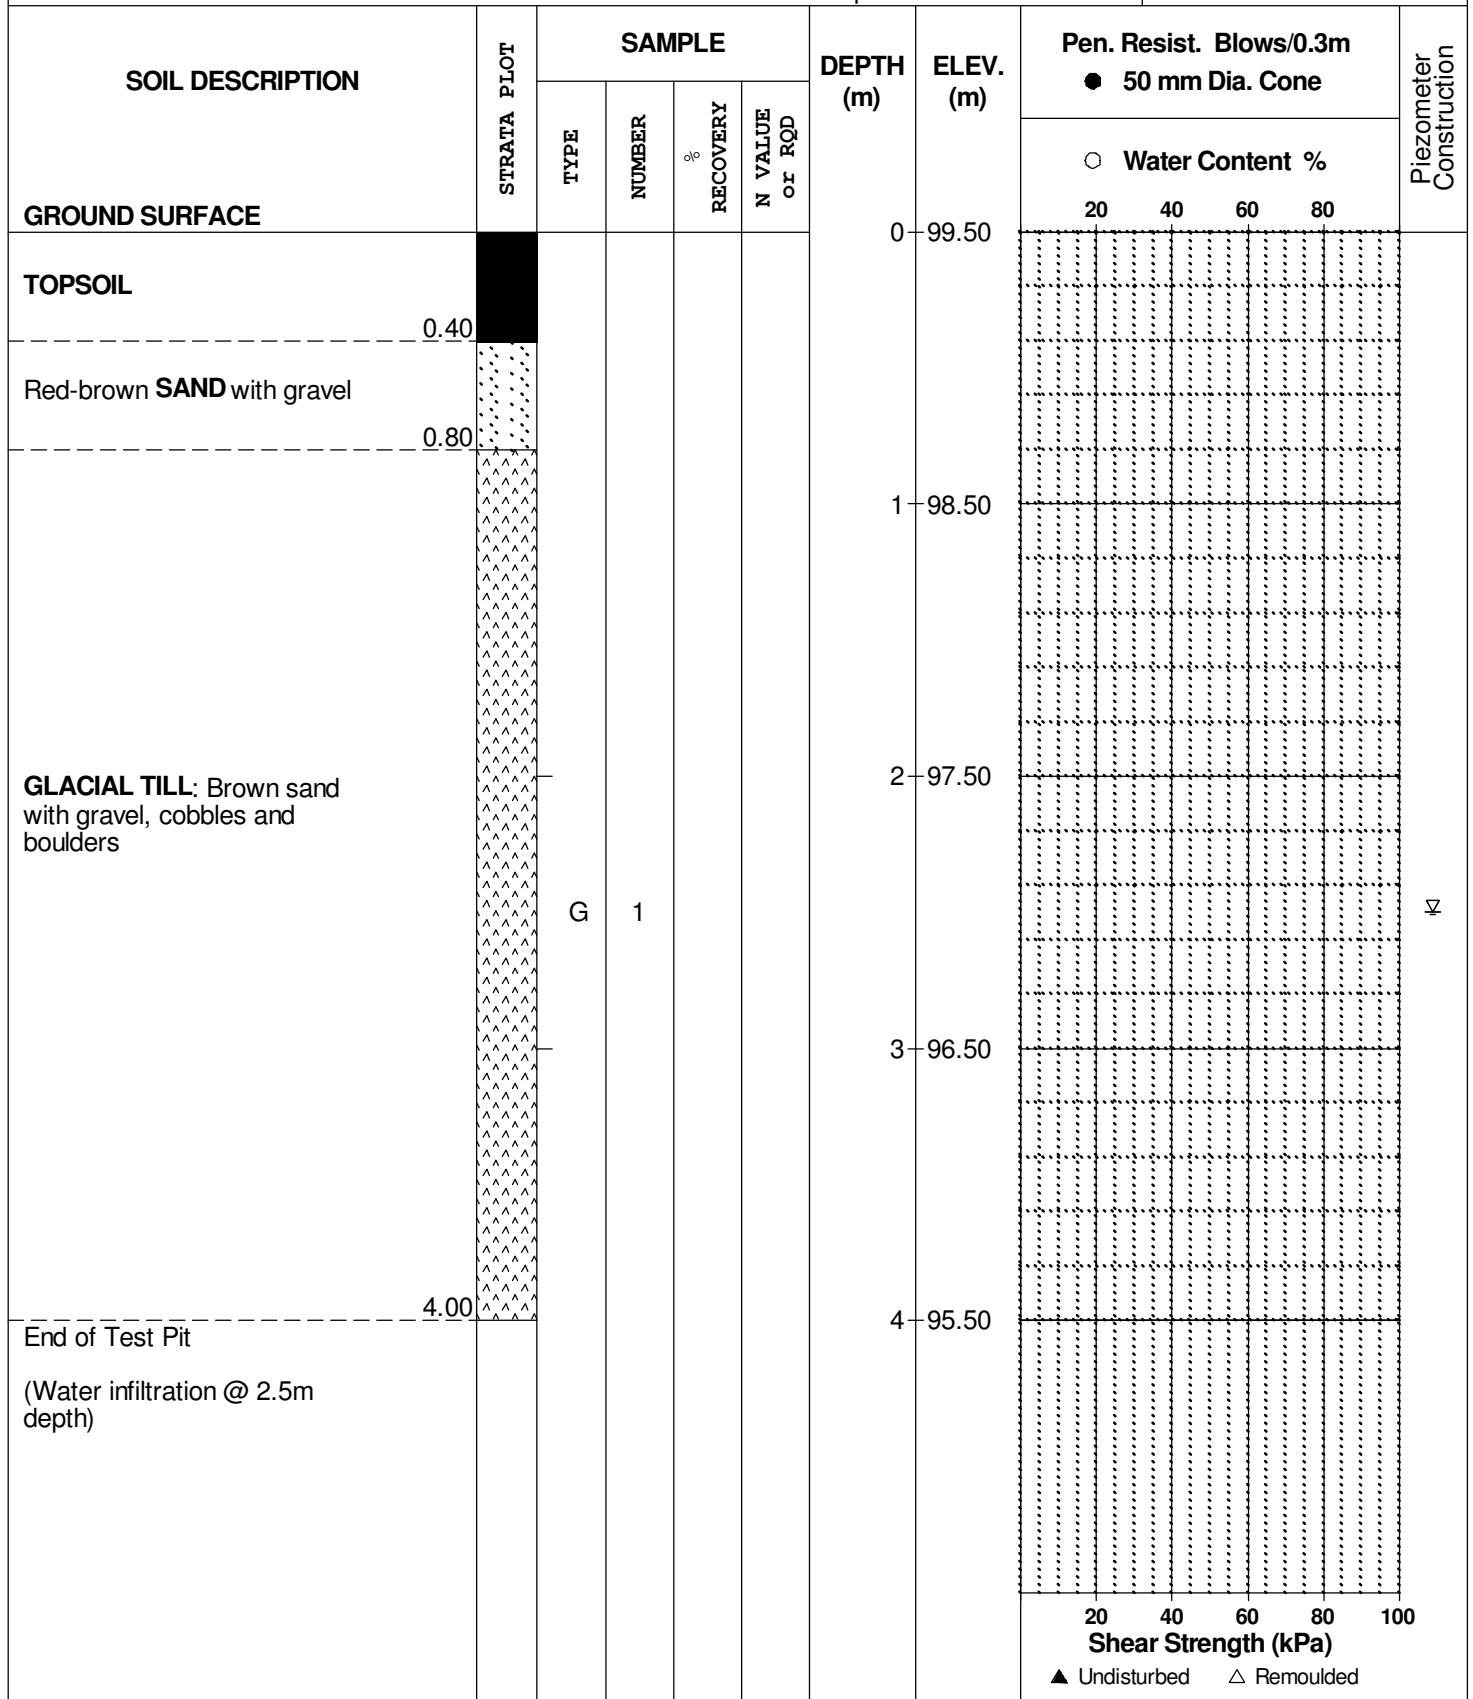 SOIL DESCRIPTION
GROUND SURFACE
STRATA PLOT
SAMPLE
TYPE
NUMBER
%
RECOVERY
N VALUE
or RQD
DEPTH
(m)
ELEV.
(m)
Pen. Resist. Blows/0.3m
● 50 mm Dia. Cone
○ Water Content %
20 40 60 80
Piezometer
Construction
0 99.50
TOPSOIL
0.40
Red-brown SAND with gravel
0.80
1 98.50
2 97.50
GLACIAL TILL: Brown sand
with gravel, cobbles and
boulders
G 1
3 96.50
4.00
4 95.50
End of Test Pit
(Water infiltration @ 2.5m
depth)
20 40 60 80 100
Shear Strength (kPa)
▲ Undisturbed △ Remoulded